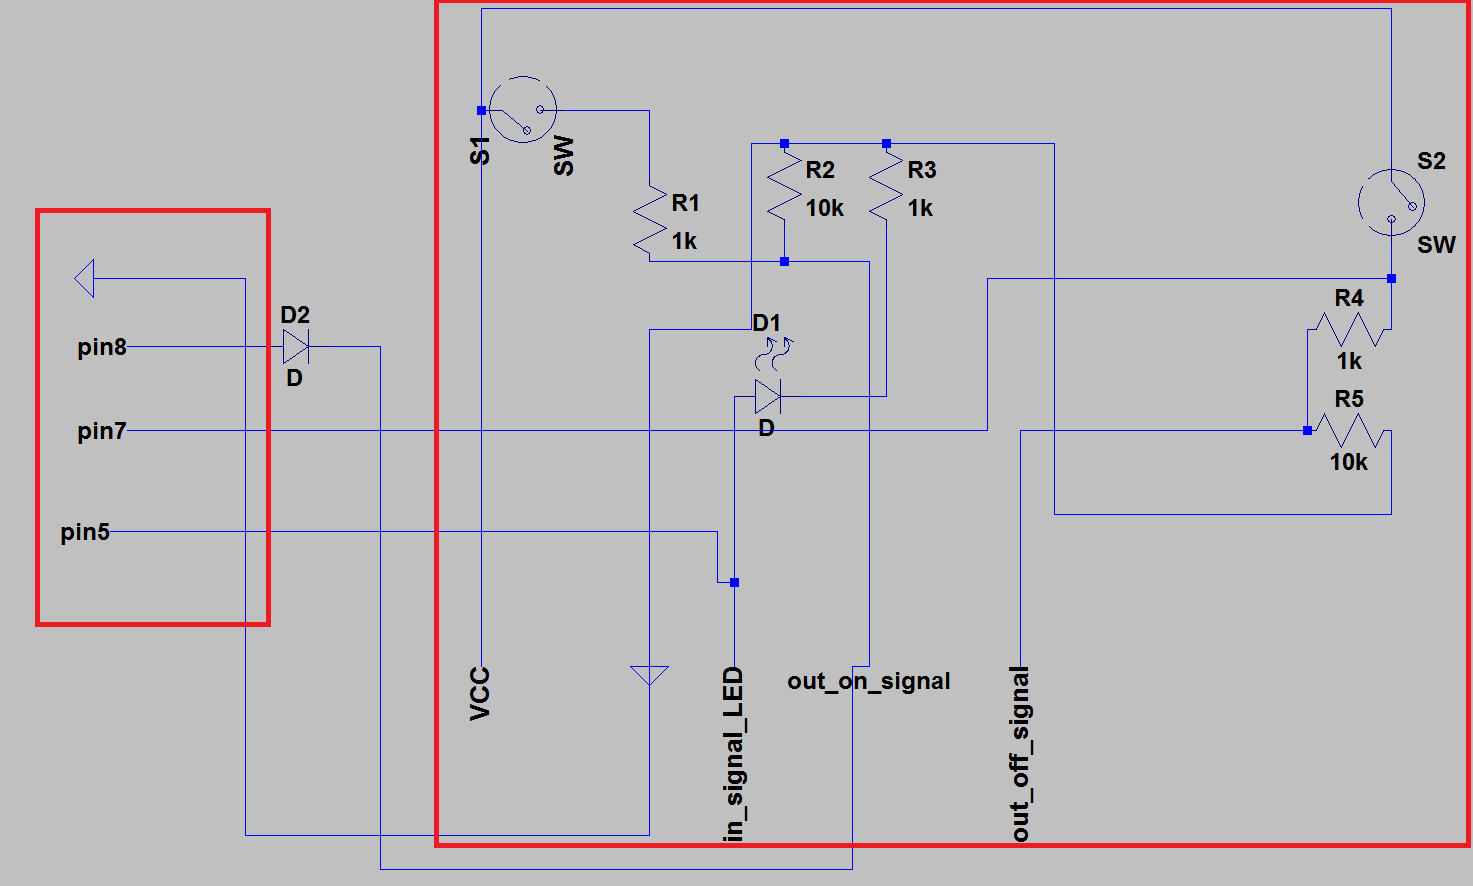 S1
SW
R1
1k
R2
10k
R3
1k
S2
SW
R4
1k
R5
10k
D1
D
D2
D
pin8
pin7
pin5
VCC
in_signal_LED
out_on_signal
out_off_signal